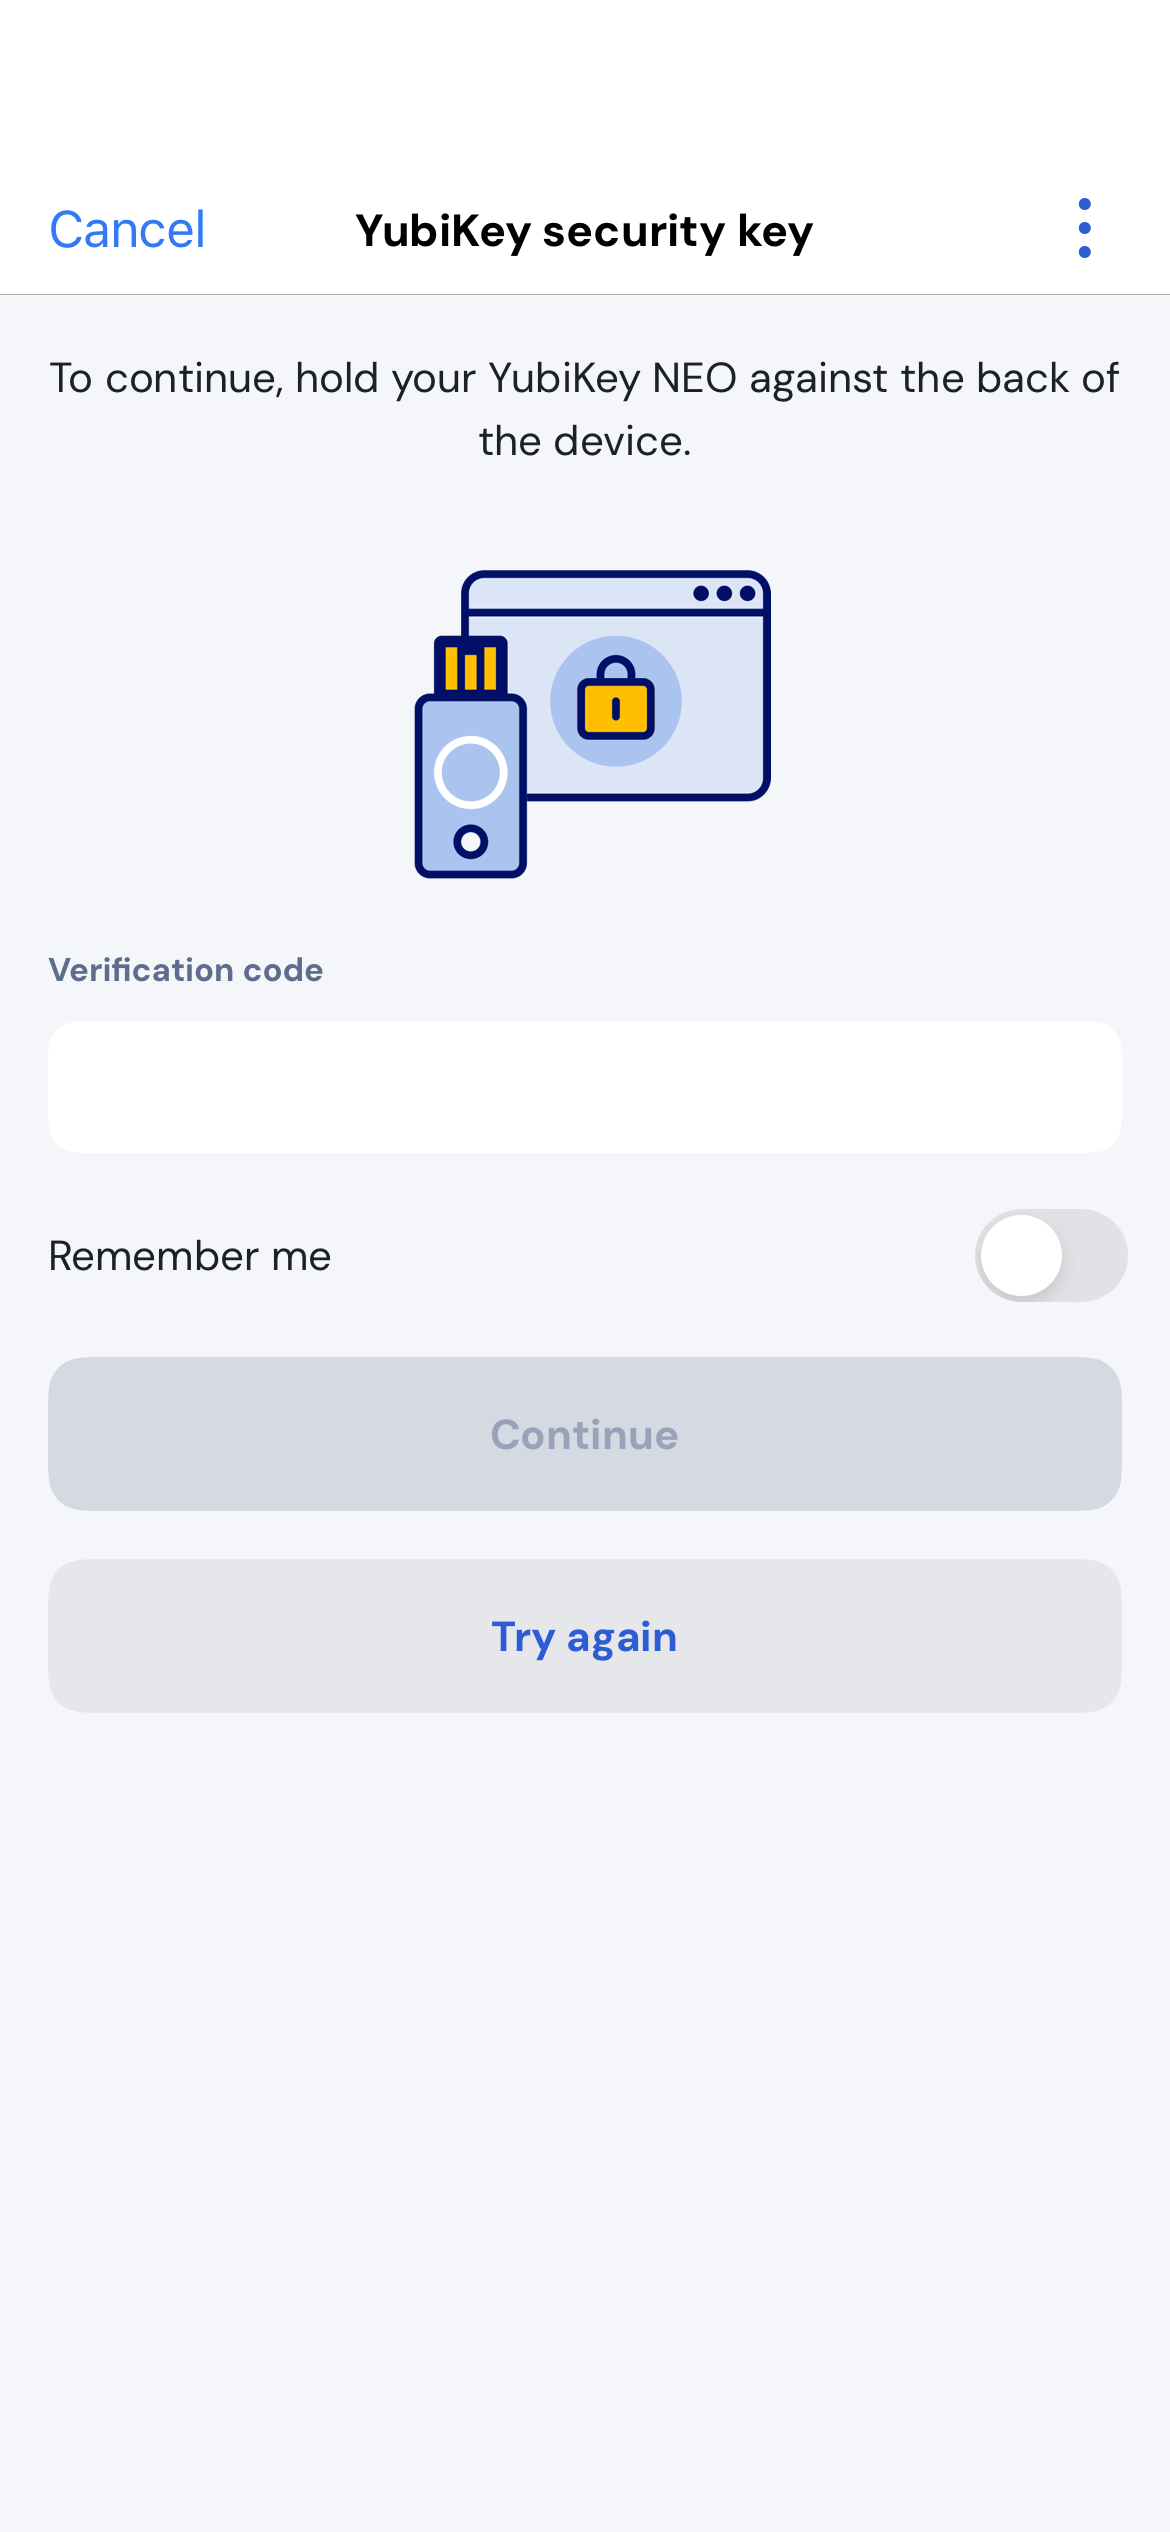 Cancel
YubiKey security key
To continue, hold your YubiKey NEO against the back of
the device.
Verification code
Remember me
Continue
Try again